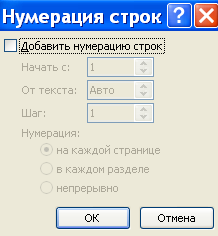 Нумерация строк
Добавить нумерацию строк
Начать с: 1
От текста: Авто
Шаг: 1
Нумерация:
на каждой странице
в каждом разделе
непрерывно
ОК Отмена